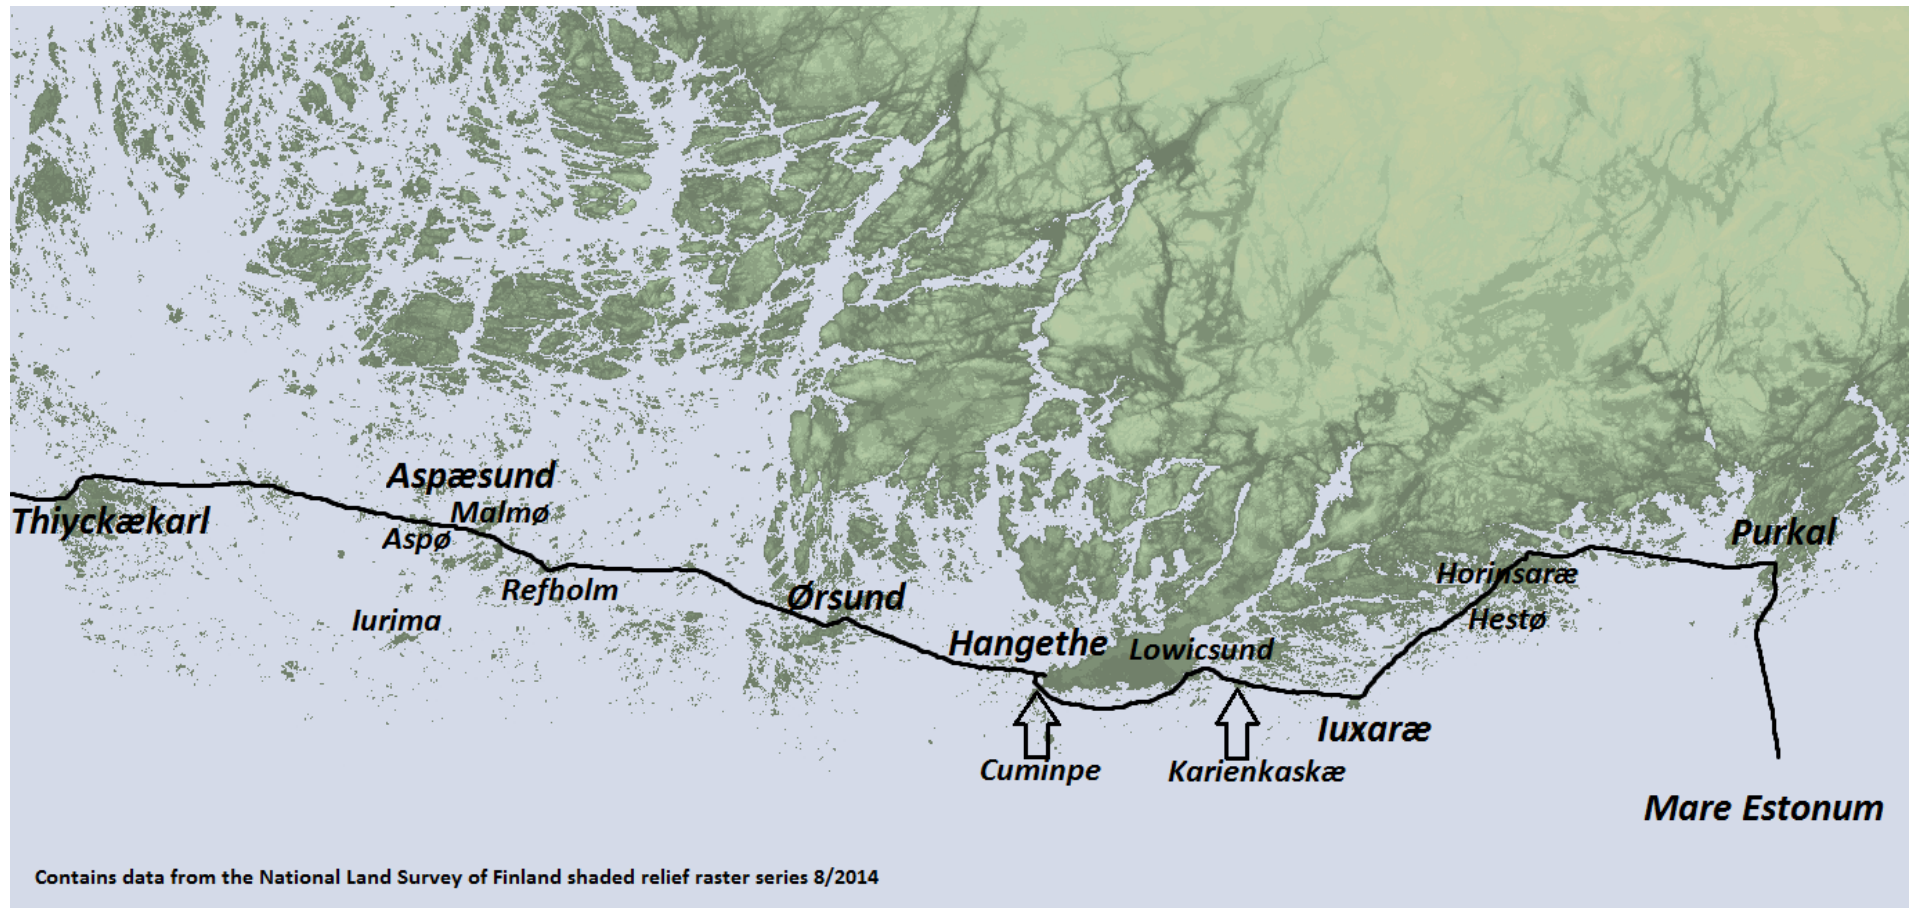 Aspæsund
Thiyckækarl
Malmø
Aspø
Refholm
Iurima
Ørsund
Hangethe
Lowicsund
Cuminpe
Karienkaskæ
Iuxaræ
Horinsaræ
Hestø
Purkal
Mare Estonum
Contains data from the National Land Survey of Finland shaded relief raster series 8/2014